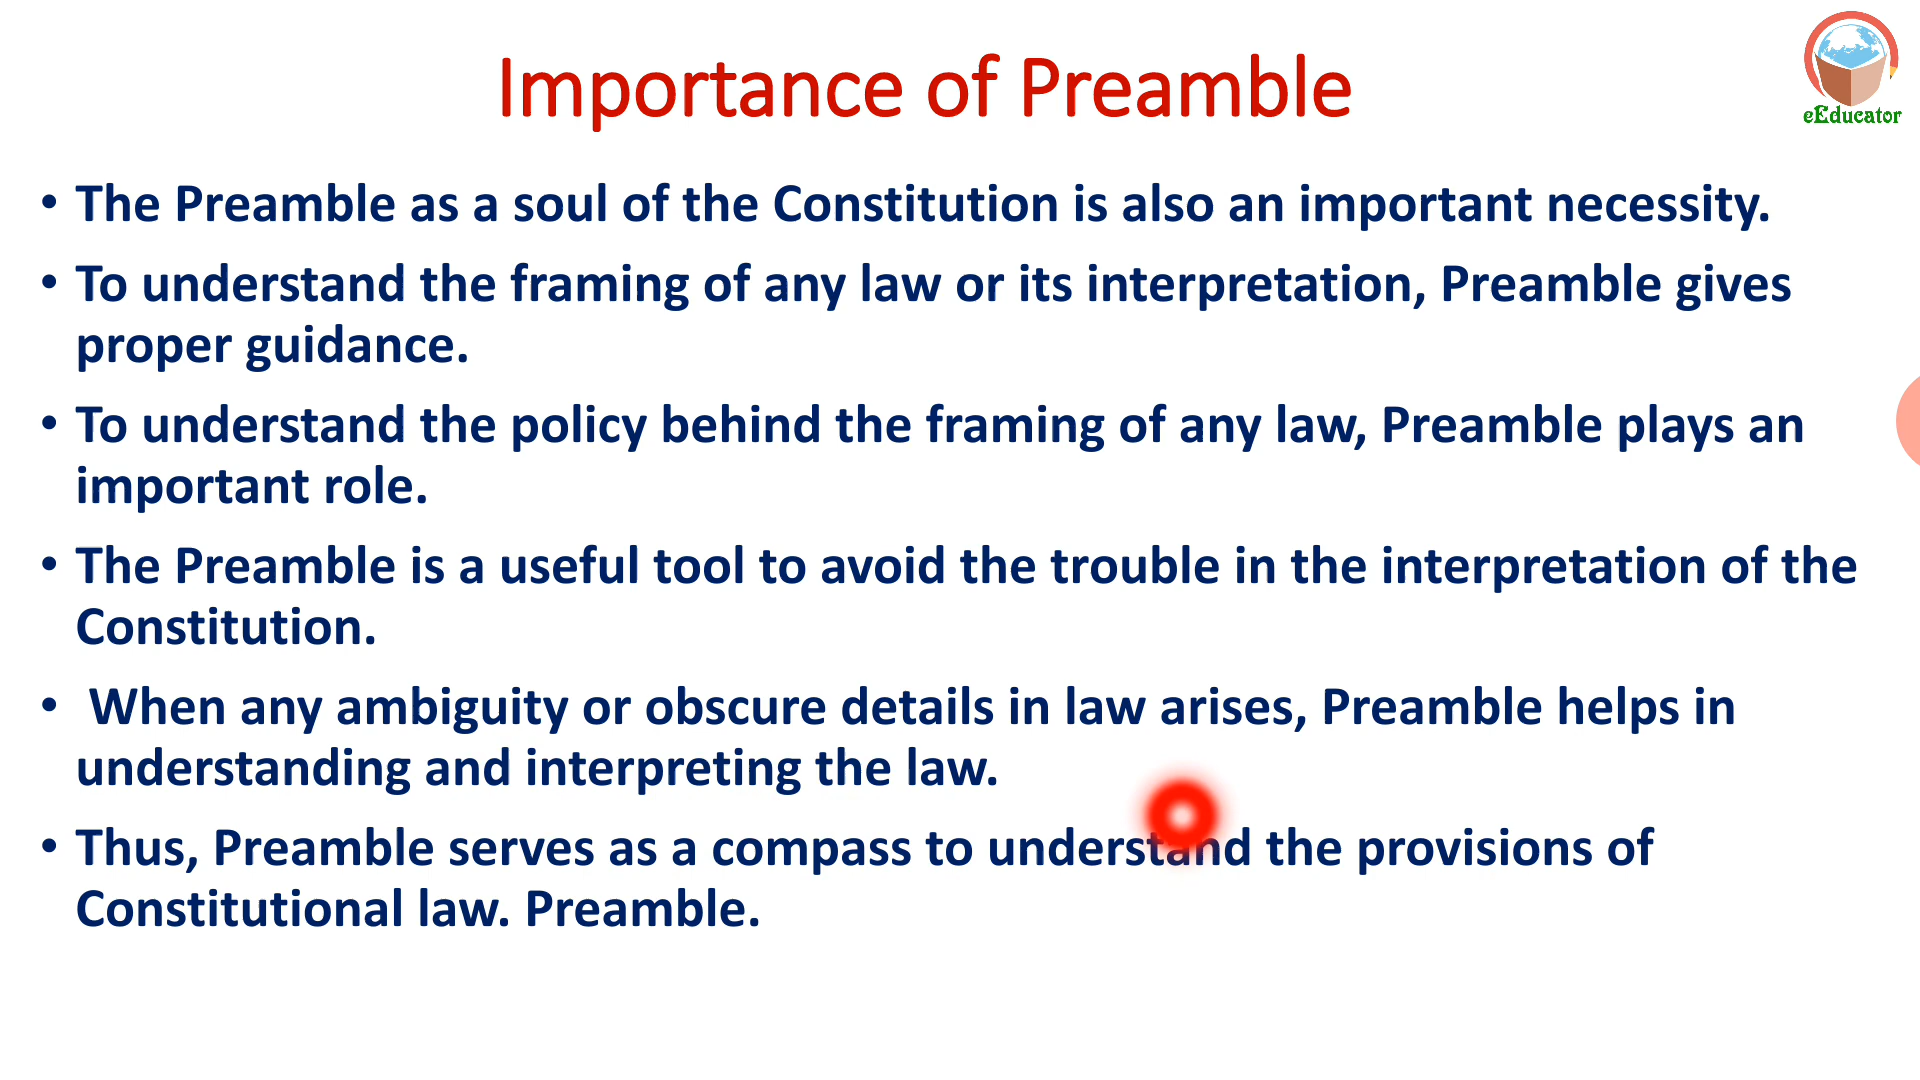 Importance of Preamble
eEducator
• The Preamble as a soul of the Constitution is also an important necessity.
• To understand the framing of any law or its interpretation, Preamble gives
proper guidance.
• To understand the policy behind the framing of any law, Preamble plays an
important role.
• The Preamble is a useful tool to avoid the trouble in the interpretation of the
Constitution.
• When any ambiguity or obscure details in law arises, Preamble helps in
understanding and interpreting the law.
• Thus, Preamble serves as a compass to understand the provisions of
Constitutional law. Preamble.